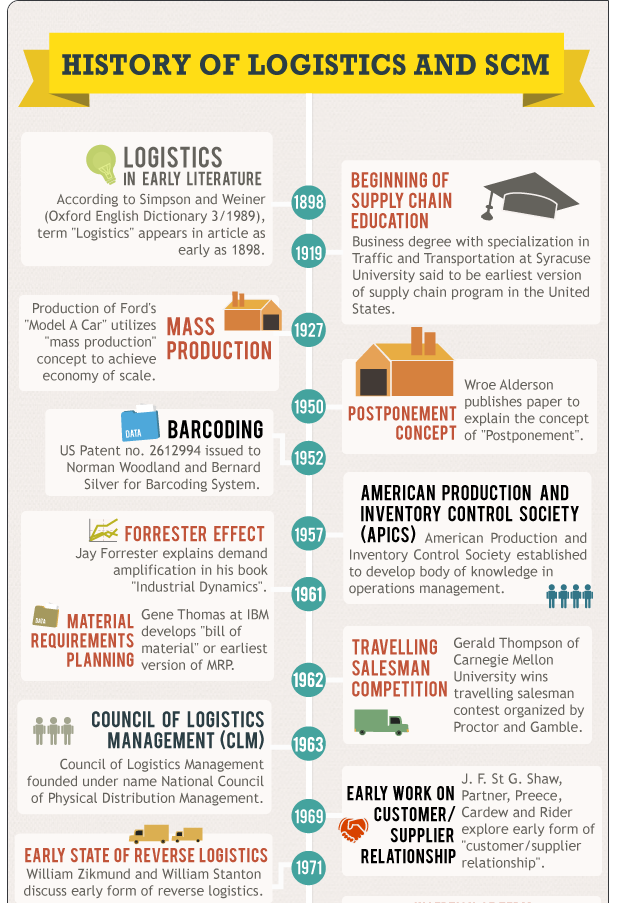 HISTORY OF LOGISTICS AND SCM
LOGISTICS
IN EARLY LITERATURE
According to Simpson and Weiner
(Oxford English Dictionary 3/1989),
term "Logistics" appears in article as
early as 1898.
1898
BEGINNING OF
SUPPLY CHAIN
EDUCATION
Business degree with specialization in
Traffic and Transportation at Syracuse
University said to be earliest version
of supply chain program in the United
States.
1919
Production of Ford's
"Model A Car" utilizes
"mass production"
concept to achieve
economy of scale.
MASS
PRODUCTION
1927
POSTPONEMENT
CONCEPT
Wroe Alderson
publishes paper to
explain the concept
of "Postponement".
1950
DATA
BARCODING
US Patent no. 2612994 issued to
Norman Woodland and Bernard
Silver for Barcoding System.
1952
AMERICAN PRODUCTION AND
INVENTORY CONTROL SOCIETY
(APICS) American Production and
Inventory Control Society established
to develop body of knowledge in
operations management.
1957
FORRESTER EFFECT
Jay Forrester explains demand
amplification in his book
"Industrial Dynamics".
1961
DATA
MATERIAL
REQUIREMENTS
PLANNING
Gene Thomas at IBM
develops "bill of
material" or earliest
version of MRP.
TRAVELLING
SALESMAN
COMPETITION
Gerald Thompson of
Carnegie Mellon
University wins
travelling salesman
contest organized by
Proctor and Gamble.
1962
COUNCIL OF LOGISTICS
MANAGEMENT (CLM)
Council of Logistics Management
founded under name National Council
of Physical Distribution Management.
1963
EARLY WORK ON
CUSTOMER/
SUPPLIER
RELATIONSHIP
J. F. St G. Shaw,
Partner, Preece,
Cardew and Rider
explore early form of
"customer/supplier
relationship".
1969
EARLY STATE OF REVERSE LOGISTICS
William Zikmund and William Stanton
discuss early form of reverse logistics.
1971